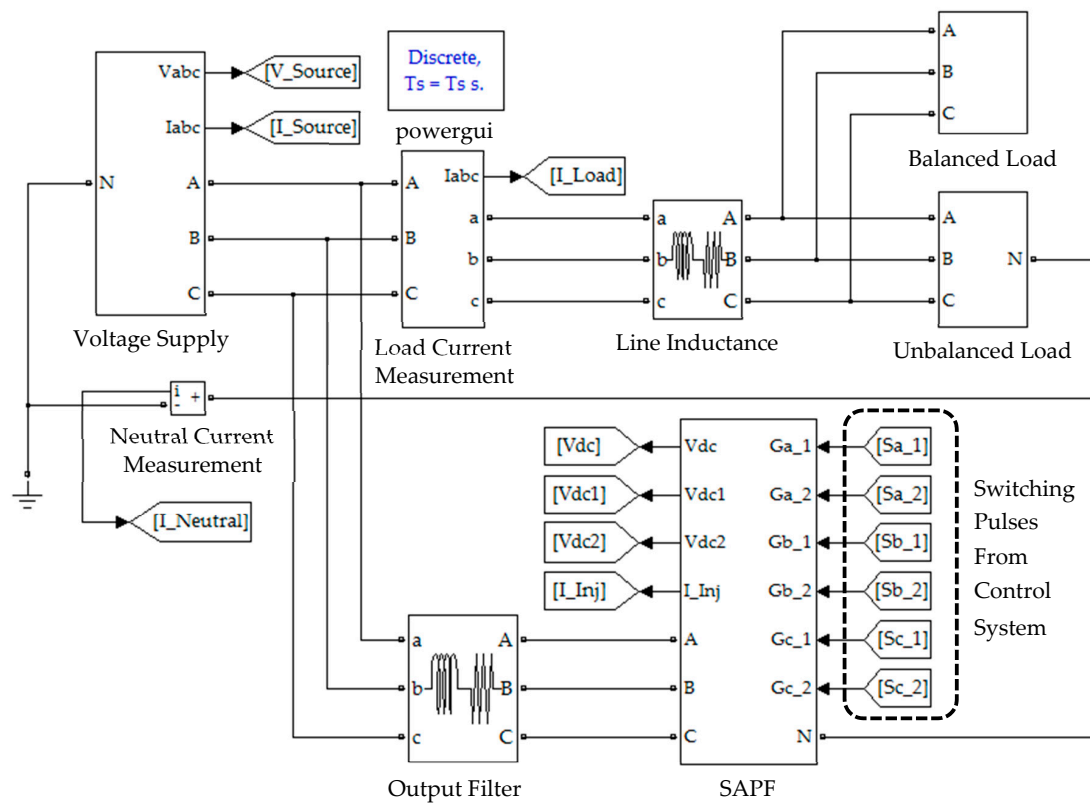 Vabc
[V_Source]
Iabc
[I_Source]
N
A
B
C
Voltage Supply
Discrete,
Ts = Ts s.
powergui
Iabc
[I_Load]
A
B
C
a
b
c
Load Current
Measurement
a
b
c
A
B
C
Line Inductance
A
B
C
Balanced Load
A
B
C
N
Unbalanced Load
i
-
+
Neutral Current
Measurement
[I_Neutral]
[Vdc]
[Vdc1]
[Vdc2]
[I_Inj]
Vdc
Vdc1
Vdc2
I_Inj
A
B
C
Ga_1
Ga_2
Gb_1
Gb_2
Gc_1
Gc_2
N
SAPF
[Sa_1]
[Sa_2]
[Sb_1]
[Sb_2]
[Sc_1]
[Sc_2]
Switching
Pulses
From
Control
System
a
b
c
A
B
C
Output Filter